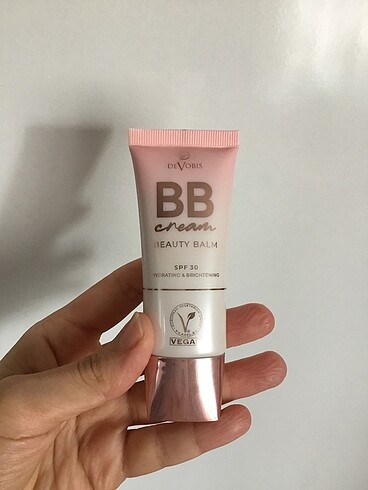 DEVOBIS
BB
cream
BEAUTY BALM
SPF 30
HYDRATING & BRIGHTENING
VEGA